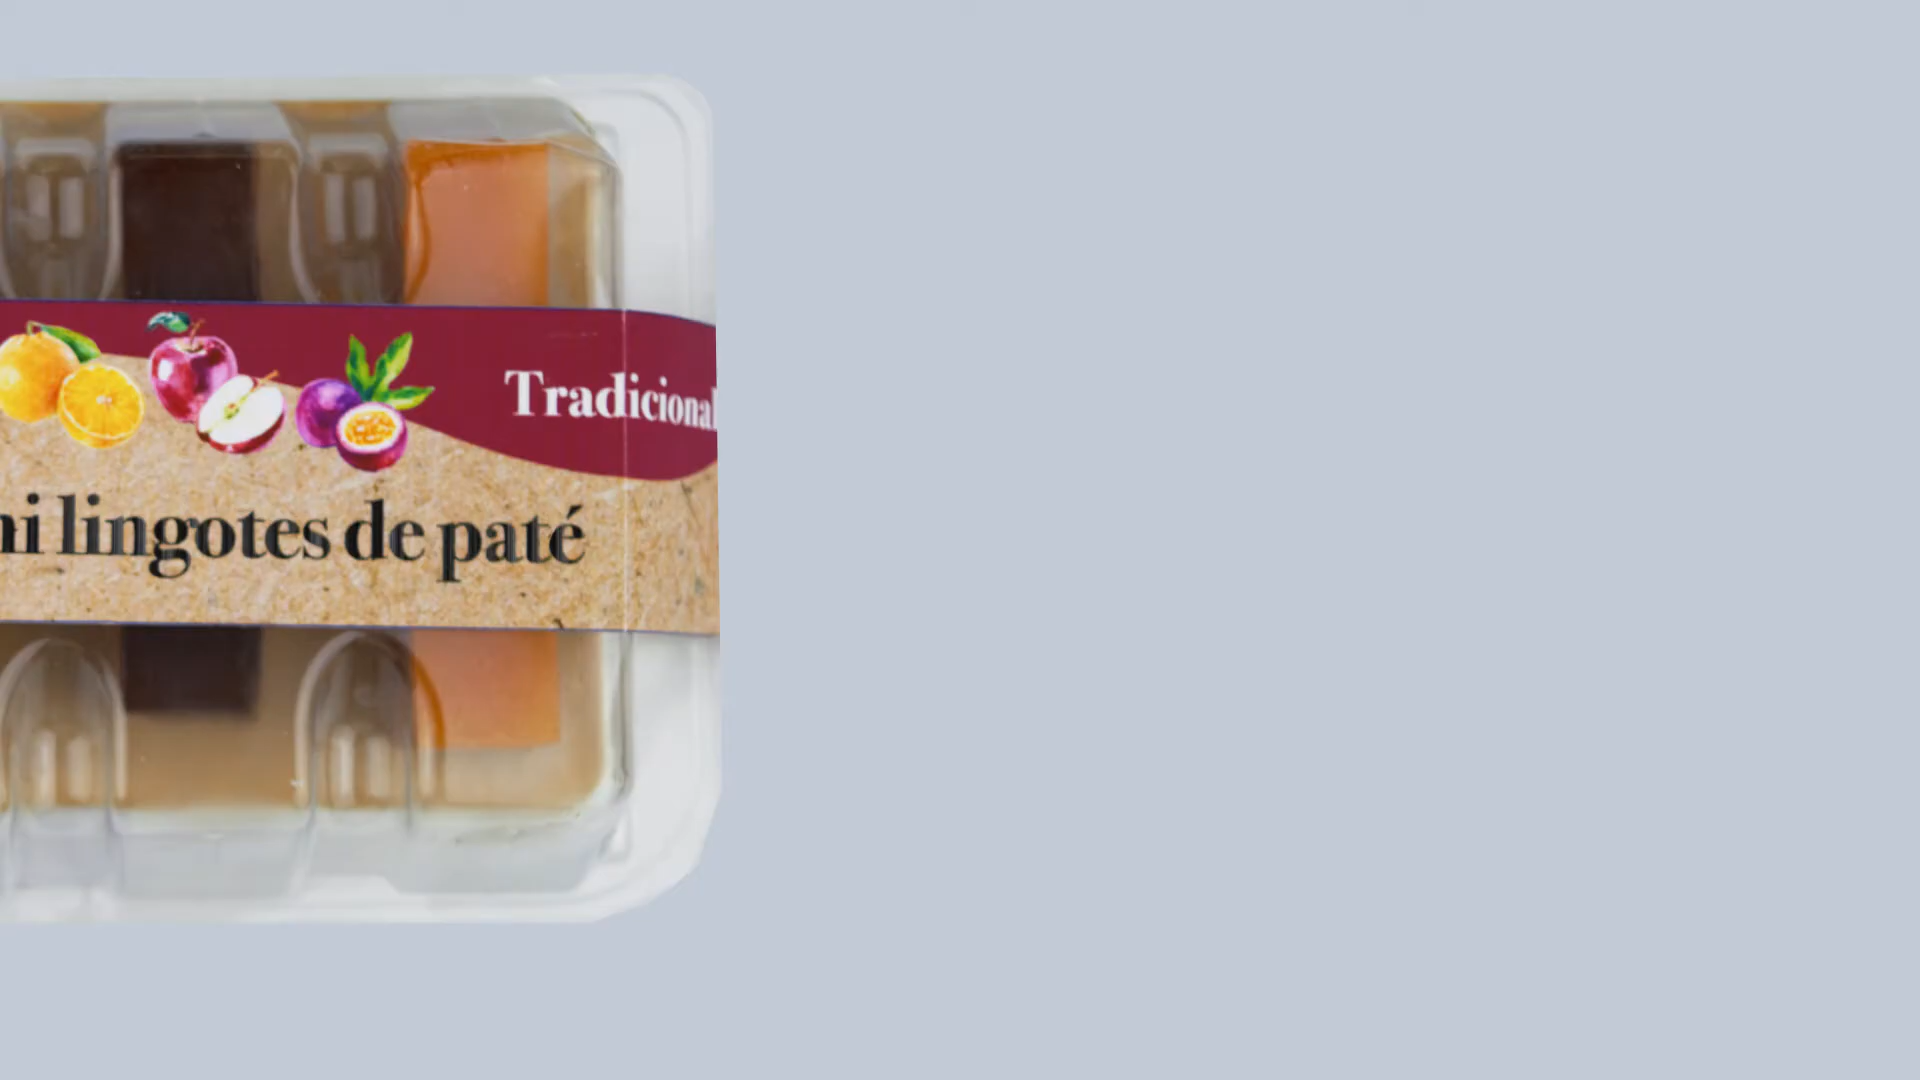 Tradicional
ni lingotes de paté